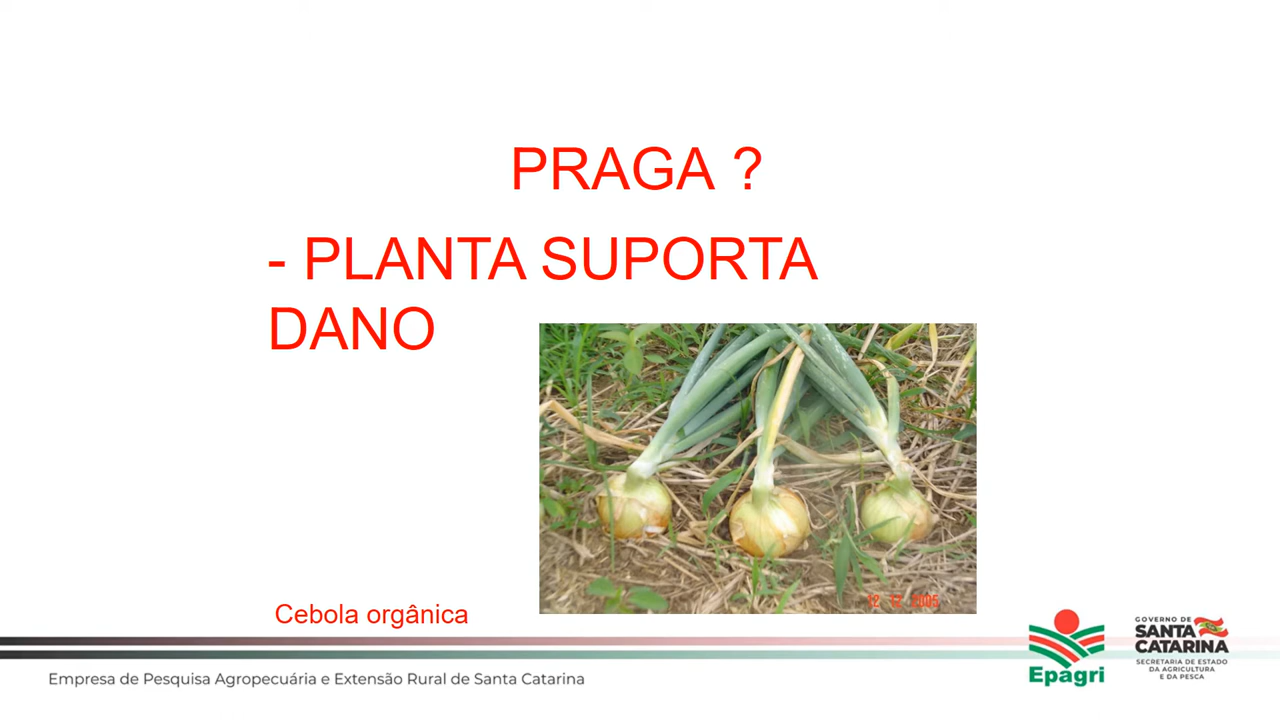 PRAGA ?
- PLANTA SUPORTA
DANO
12 12 2005
Cebola orgânica
Empresa de Pesquisa Agropecuária e Extensão Rural de Santa Catarina
Epagri
GOVERNO DE
SANTA
CATARINA
SECRETARIA DE ESTADO
DA AGRICULTURA
E DA PESCA